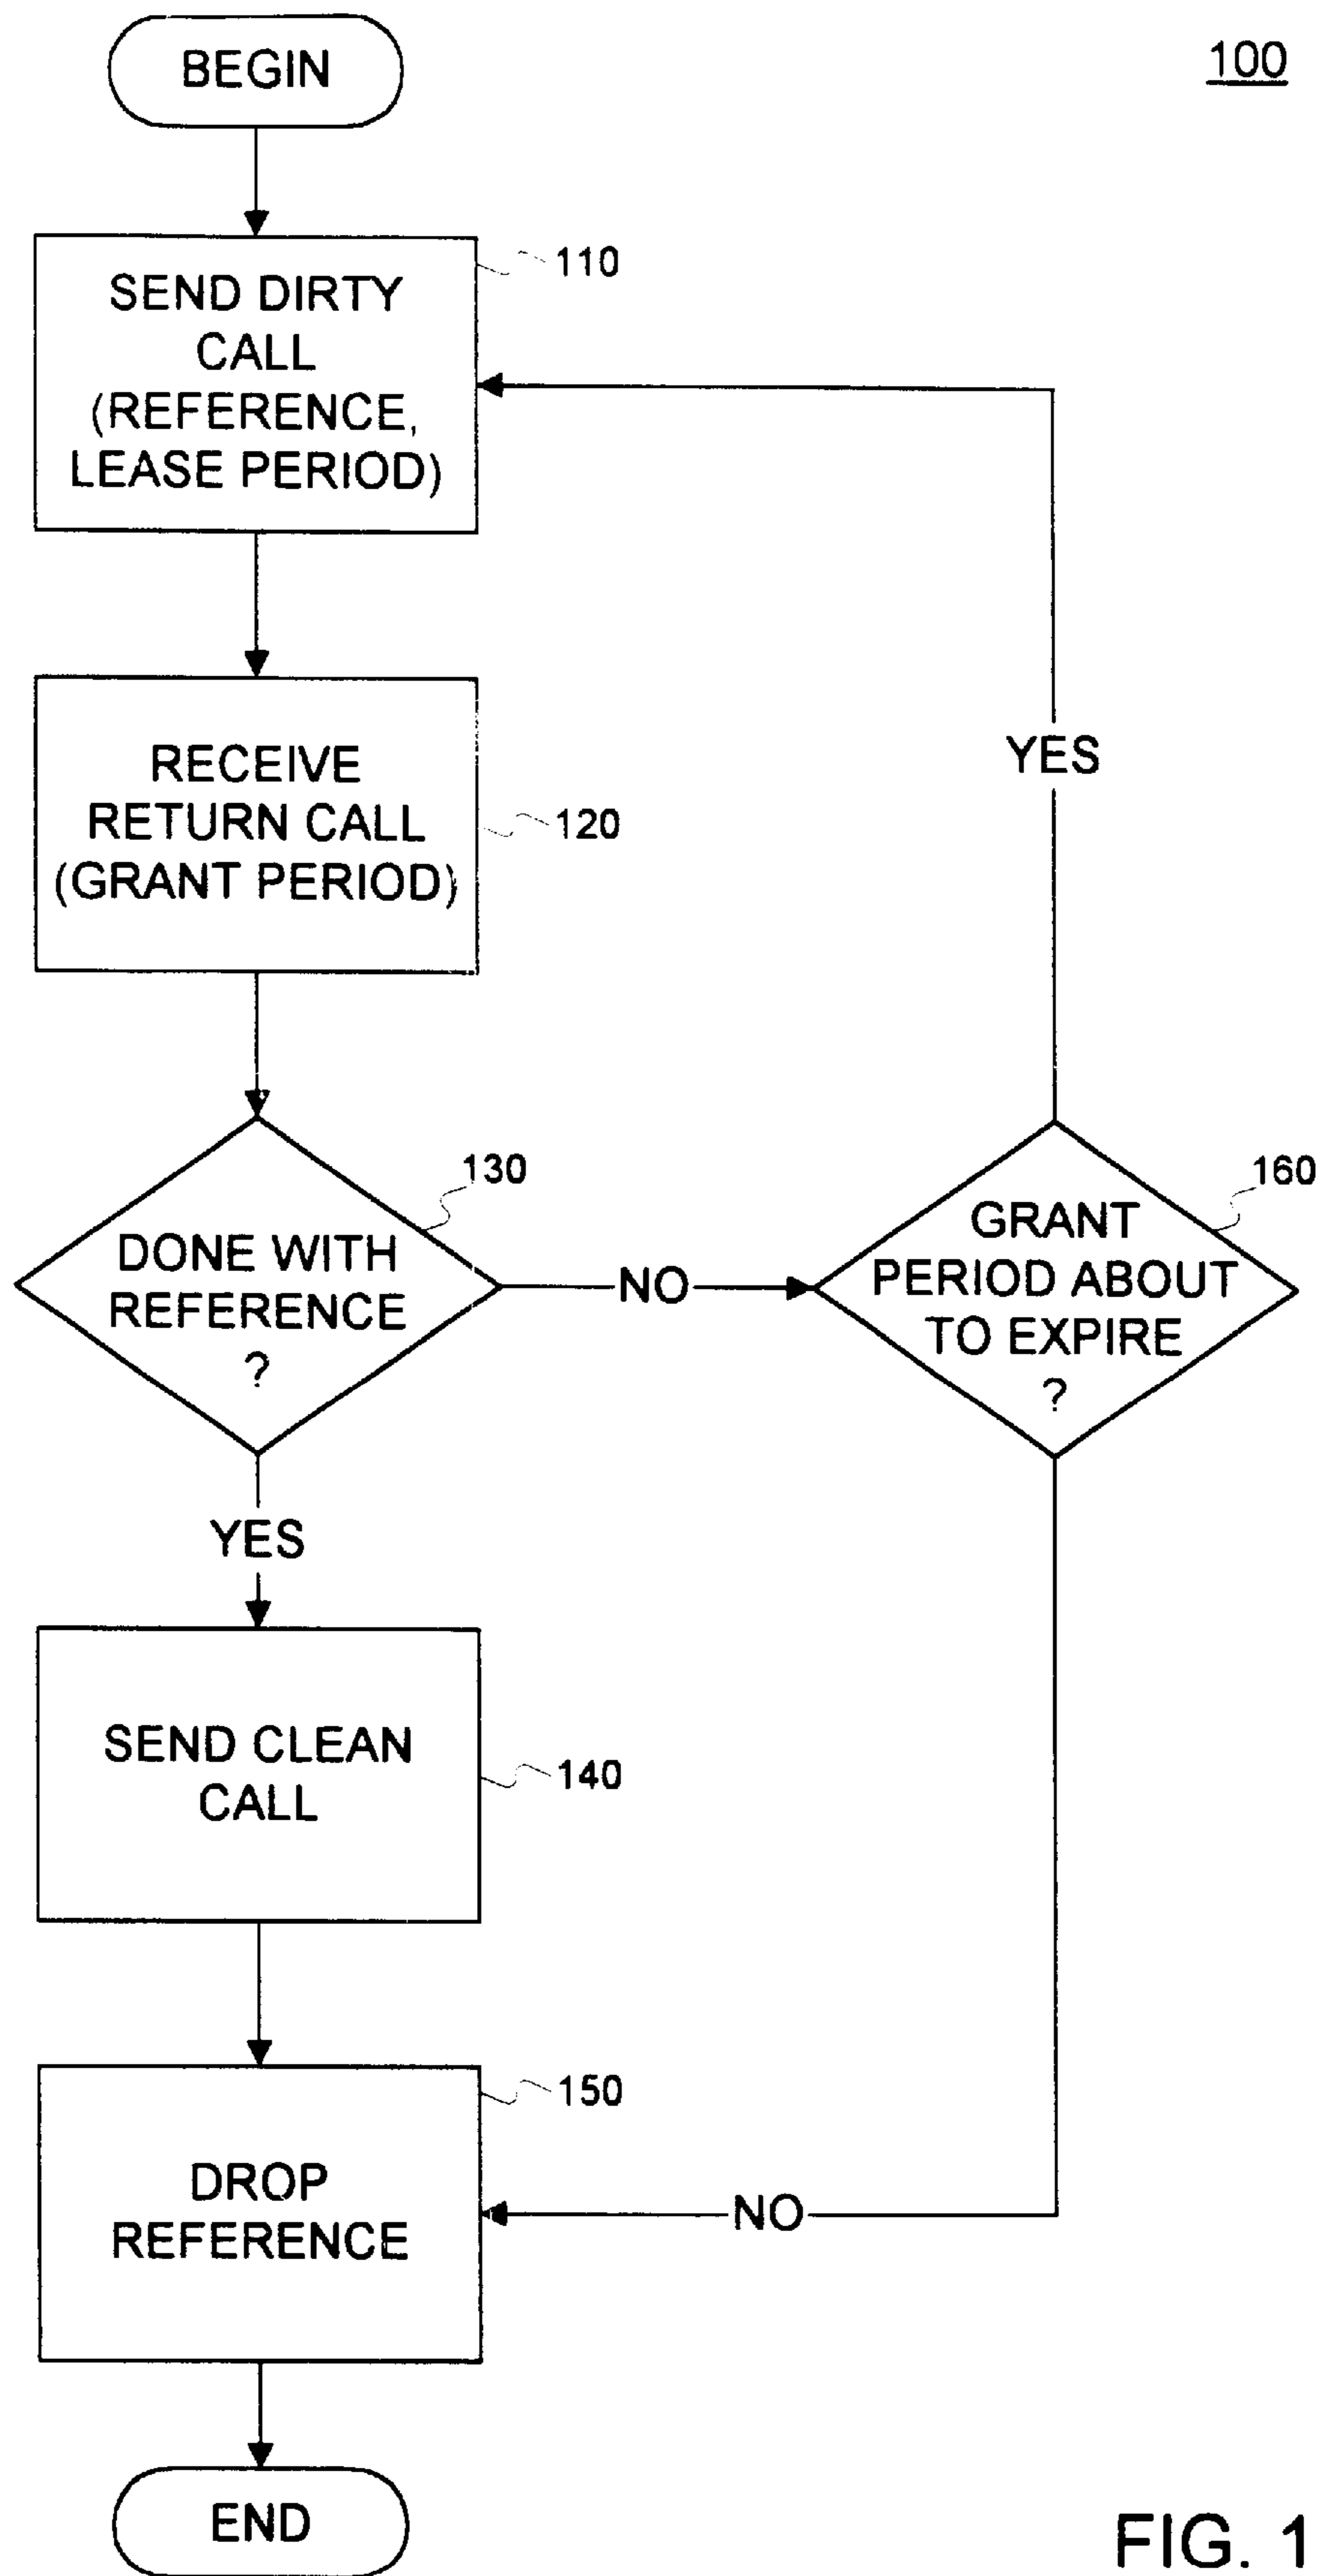 BEGIN
100
SEND DIRTY
CALL
(REFERENCE,
LEASE PERIOD)
110
RECEIVE
RETURN CALL
(GRANT PERIOD)
120
YES
DONE WITH
REFERENCE
?
130
NO
GRANT
PERIOD ABOUT
TO EXPIRE
?
160
YES
SEND CLEAN
CALL
140
DROP
REFERENCE
150
NO
END
FIG. 1